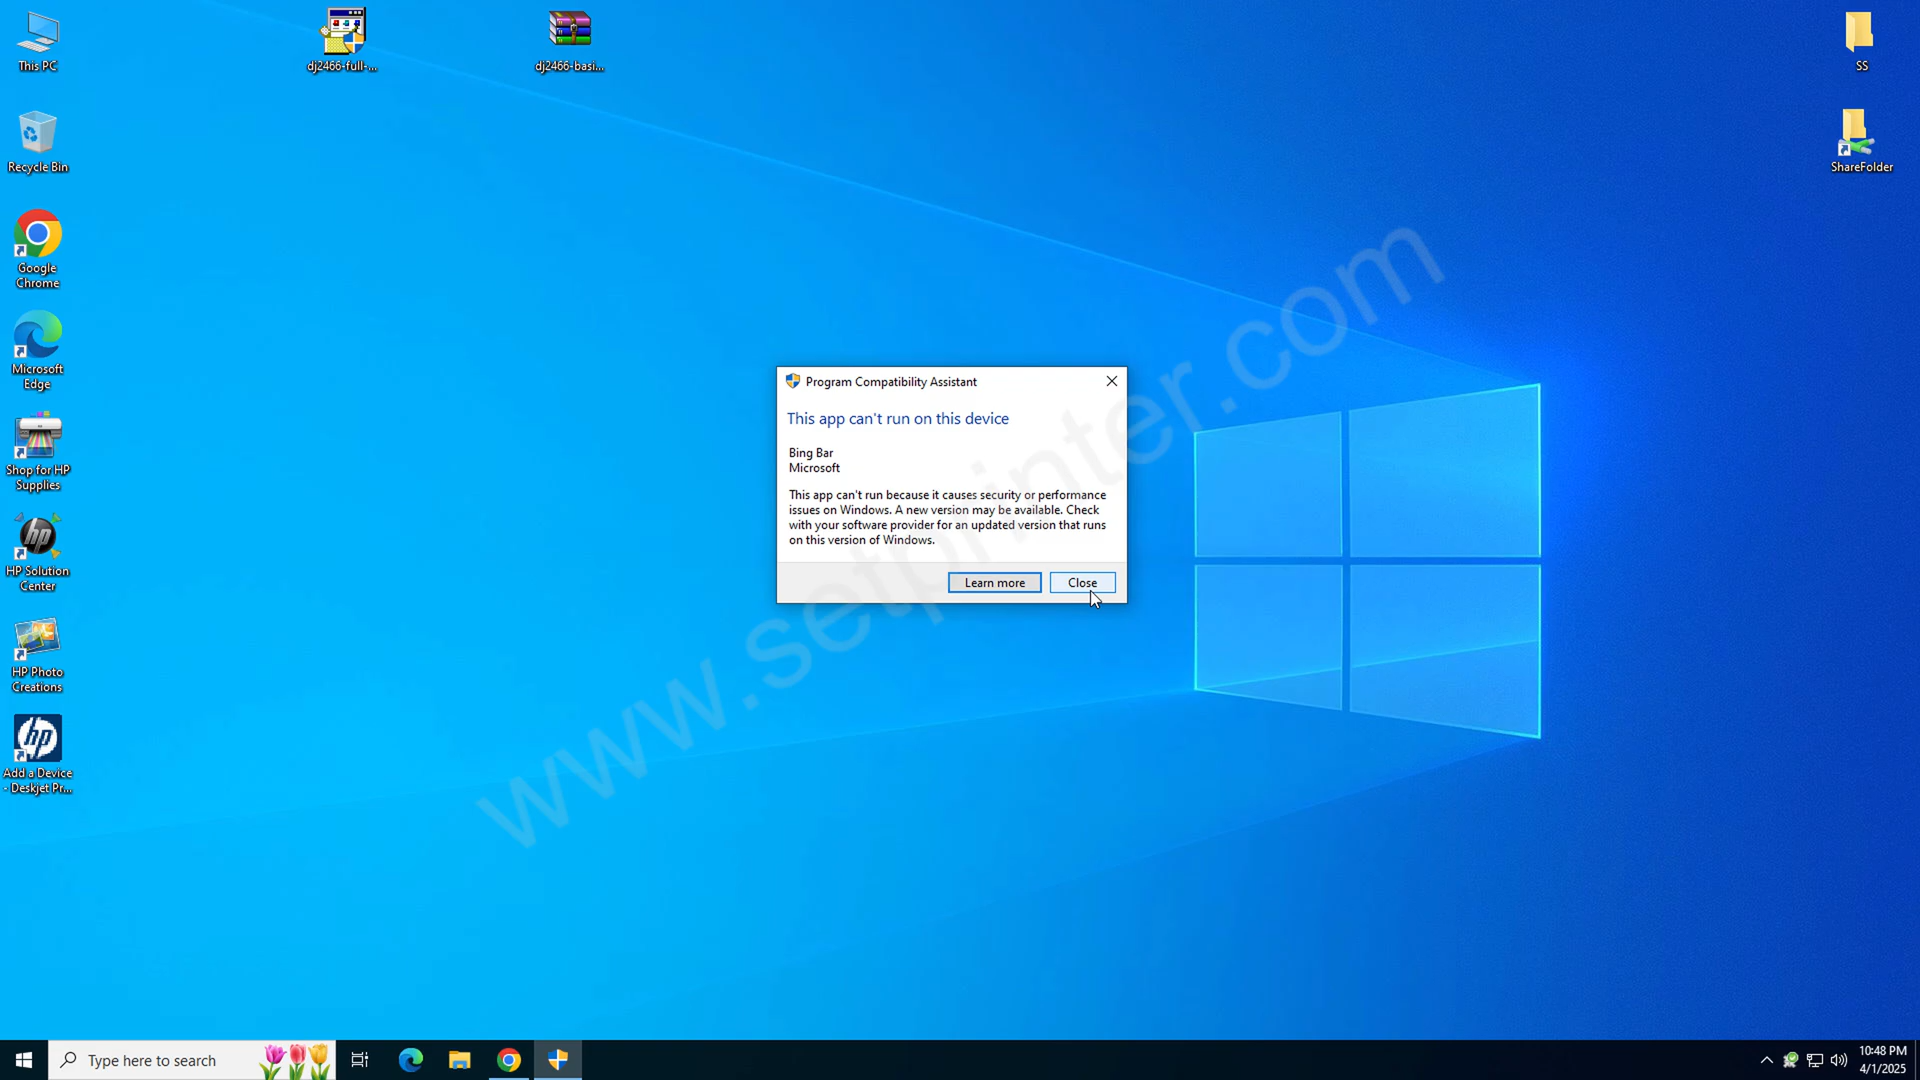 This PC
dj2466-full-...
dj2466-basi...
SS
Recycle Bin
ShareFolder
Google
Chrome
Microsoft
Edge
Shop for HP
Supplies
HP Solution
Center
HP Photo
Creations
hp
Add a Device
- Deskjet Pr...
Program Compatibility Assistant
This app can't run on this device
Bing Bar
Microsoft
This app can't run because it causes security or performance
issues on Windows. A new version may be available. Check
with your software provider for an updated version that runs
on this version of Windows.
Learn more
Close
www.setprinter.com
Type here to search
10:48 PM
4/1/2025